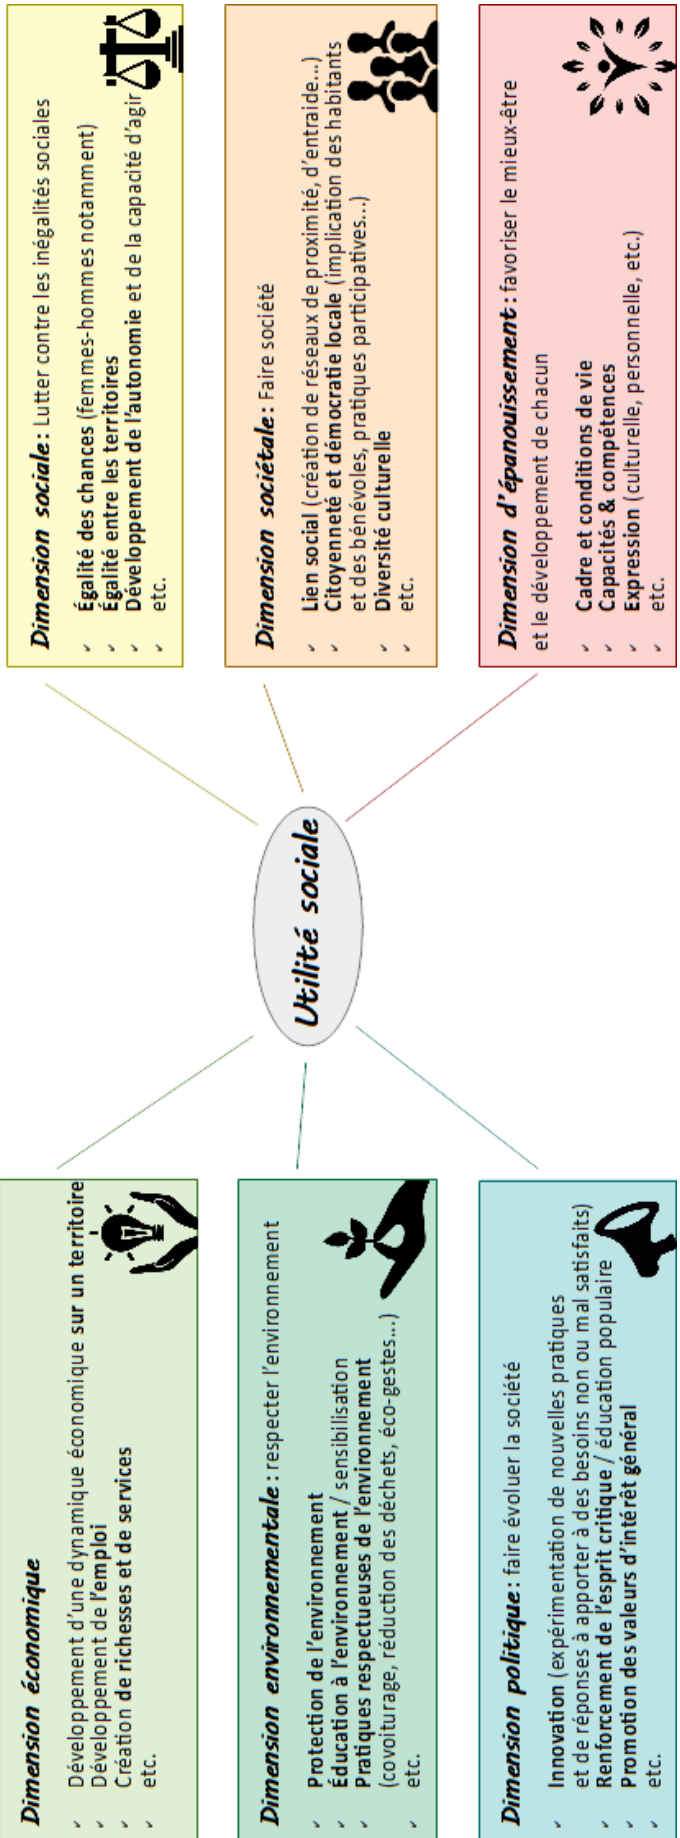 Dimension économique
✓ Développement d'une dynamique économique sur un territoire
✓ Développement de l'emploi
✓ Création de richesses et de services
✓ etc.
Dimension environnementale : respecter l'environnement
✓ Protection de l'environnement
✓ Éducation à l'environnement / sensibilisation
✓ Pratiques respectueuses de l'environnement
(covoiturage, réduction des déchets, éco-gestes...)
✓ etc.
Dimension politique : faire évoluer la société
✓ Innovation (expérimentation de nouvelles pratiques
et de réponses à apporter à des besoins non ou mal satisfaits)
✓ Renforcement de l'esprit critique / éducation populaire
✓ Promotion des valeurs d'intérêt général
✓ etc.
Utilité sociale
Dimension sociale : Lutter contre les inégalités sociales
✓ Égalité des chances (femmes-hommes notamment)
✓ Égalité entre les territoires
✓ Développement de l'autonomie et de la capacité d'agir
✓ etc.
Dimension sociétale : Faire société
✓ Lien social (création de réseaux de proximité, d'entraide...)
✓ Citoyenneté et démocratie locale (implication des habitants
et des bénévoles, pratiques participatives...)
✓ Diversité culturelle
✓ etc.
Dimension d'épanouissement : favoriser le mieux-être
et le développement de chacun
✓ Cadre et conditions de vie
✓ Capacités & compétences
✓ Expression (culturelle, personnelle, etc.)
✓ etc.